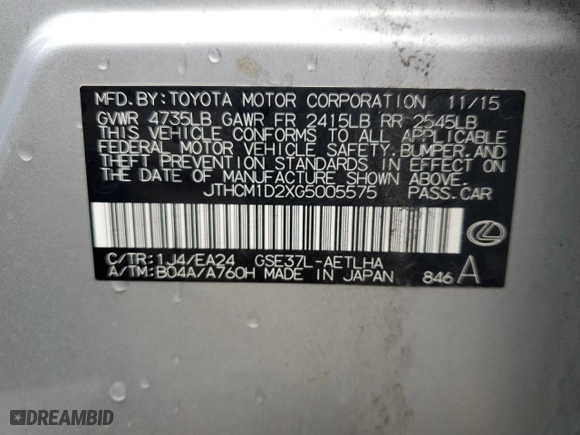 MFD. BY: TOYOTA MOTOR CORPORATION 11/15
GVWR 4735LB GAWR FR 2415LB RR 2545LB
THIS VEHICLE CONFORMS TO ALL APPLICABLE
FEDERAL MOTOR VEHICLE SAFETY, BUMPER, AND
THEFT PREVENTION STANDARDS IN EFFECT ON
THE DATE OF MANUFACTURE SHOWN ABOVE.
JTHCM1D2XG5005575 PASS. CAR
C/TR: 1J4/EA24 GSE37L-AETLHA
A/TM: B04A/A760H MADE IN JAPAN 846 A
DREAMBID